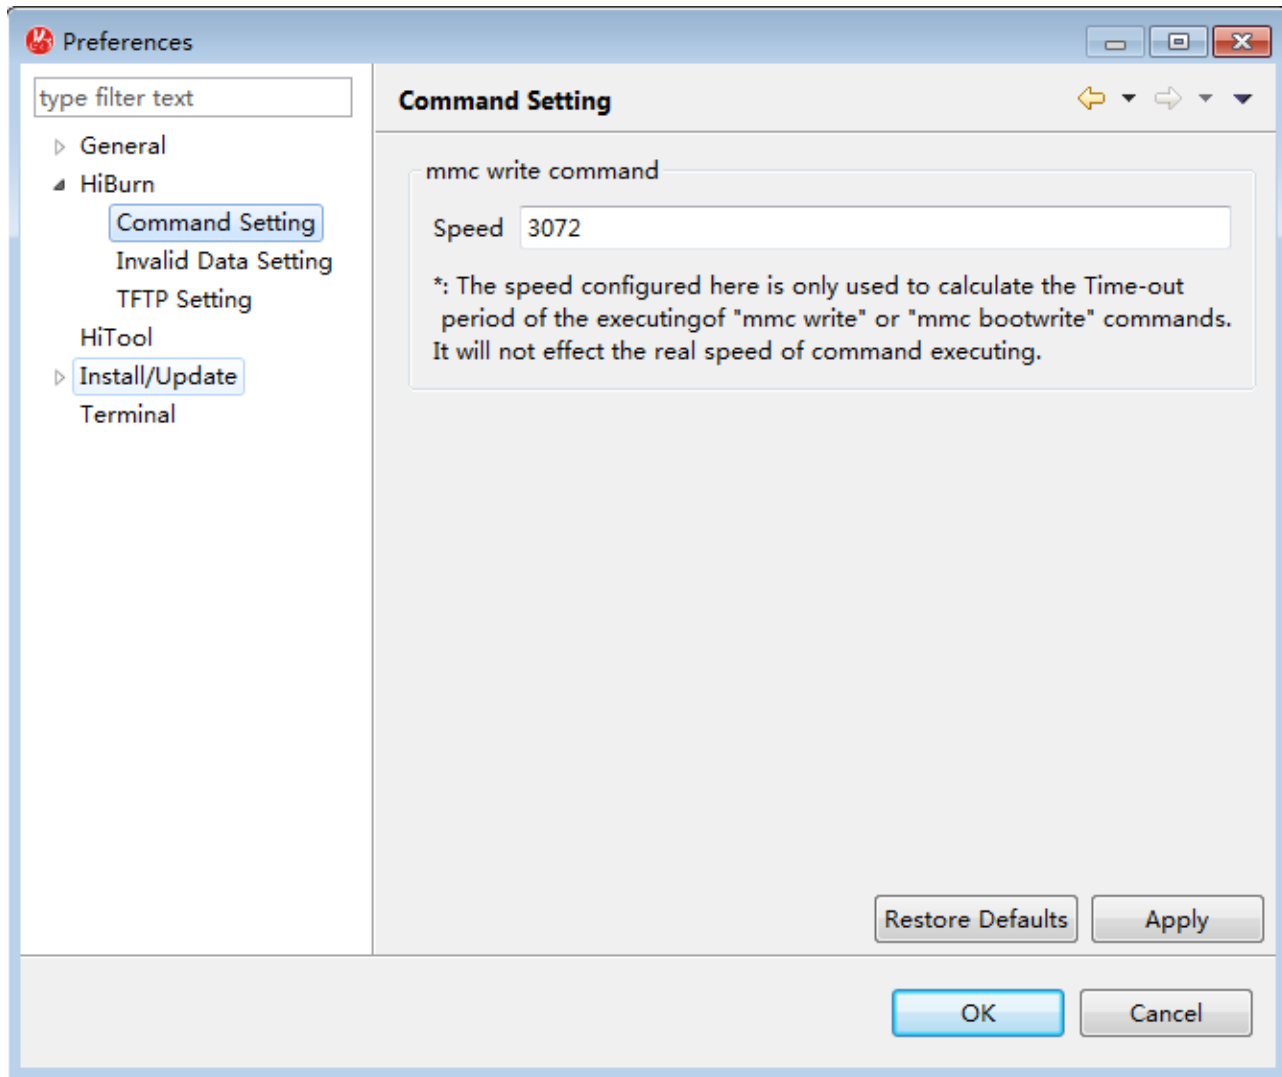 Preferences
type filter text
General
HiBurn
Command Setting
Invalid Data Setting
TFTP Setting
HiTool
Install/Update
Terminal
Command Setting
mmc write command
Speed 3072
*: The speed configured here is only used to calculate the Time-out
period of the executingof "mmc write" or "mmc bootwrite" commands.
It will not effect the real speed of command executing.
Restore Defaults Apply
OK Cancel